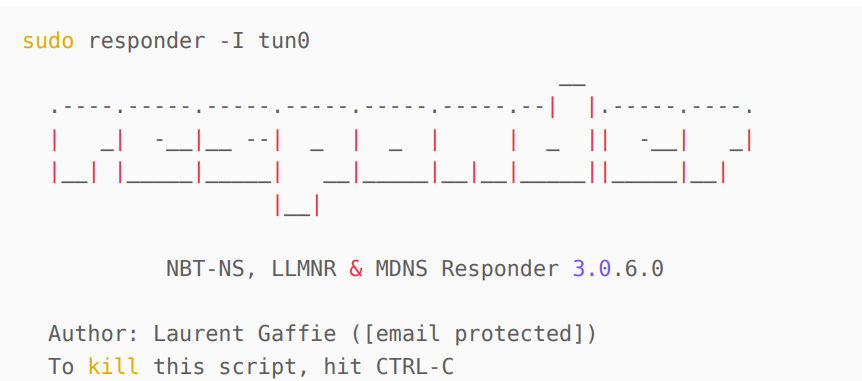 sudo responder -I tun0
                                         __
  .----.-----.-----.-----.-----.-----.--|  |.-----.----.
  |   _|  -__|__ --|  _  |  _  |     |  _  ||  -__|   _|
  |__| |_____|_____|   __|_____|__|__|_____||_____|__|
                   |__|
           NBT-NS, LLMNR & MDNS Responder 3.0.6.0
  Author: Laurent Gaffie ([email protected])
  To kill this script, hit CTRL-C